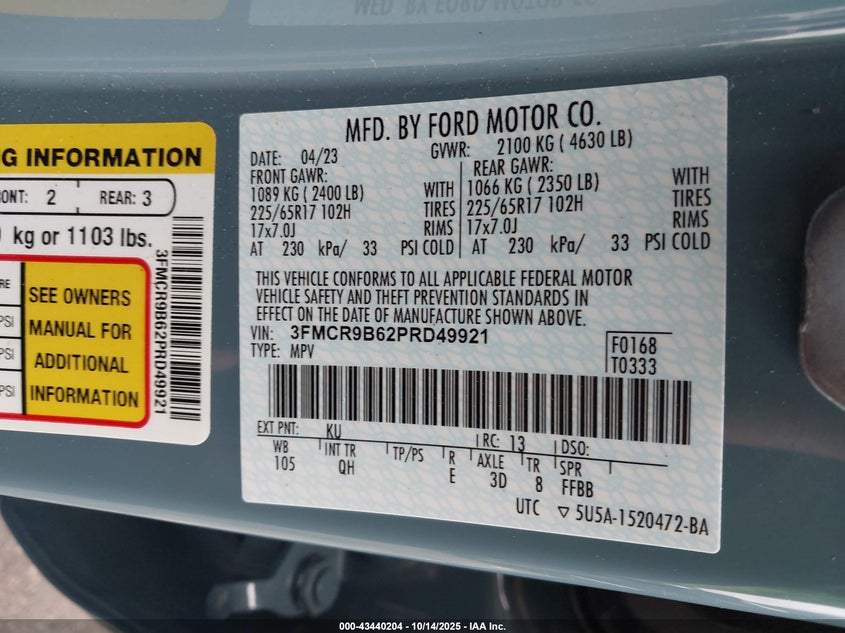 NG INFORMATION
ONT: 2 REAR: 3
kg or 1103 lbs.
RE
PSI
PSI
PSI
SEE OWNERS
MANUAL FOR
ADDITIONAL
INFORMATION
3FMCR9B62PRD49921
MFD. BY FORD MOTOR CO.
DATE: 04/23 GVWR: 2100 KG ( 4630 LB)
FRONT GAWR: REAR GAWR:
1089 KG (2400 LB) WITH 1066 KG ( 2350 LB) WITH
225/65R17 102H TIRES 225/65R17 102H TIRES
17x7.0J RIMS 17x7.0J RIMS
AT 230 kPa/ 33 PSI COLD AT 230 kPa/ 33 PSI COLD
THIS VEHICLE CONFORMS TO ALL APPLICABLE FEDERAL MOTOR
VEHICLE SAFETY AND THEFT PREVENTION STANDARDS IN
EFFECT ON THE DATE OF MANUFACTURE SHOWN ABOVE.
VIN: 3FMCR9B62PRD49921
TYPE: MPV
F0168
T0333
EXT PNT: KU RC: 13 DSO:
WB INT TR TP/PS R AXLE TR SPR
105 QH E 3D 8 FFBB
UTC ▽ 5U5A-1520472-BA
000-43440204 - 10/14/2025 - IAA Inc.